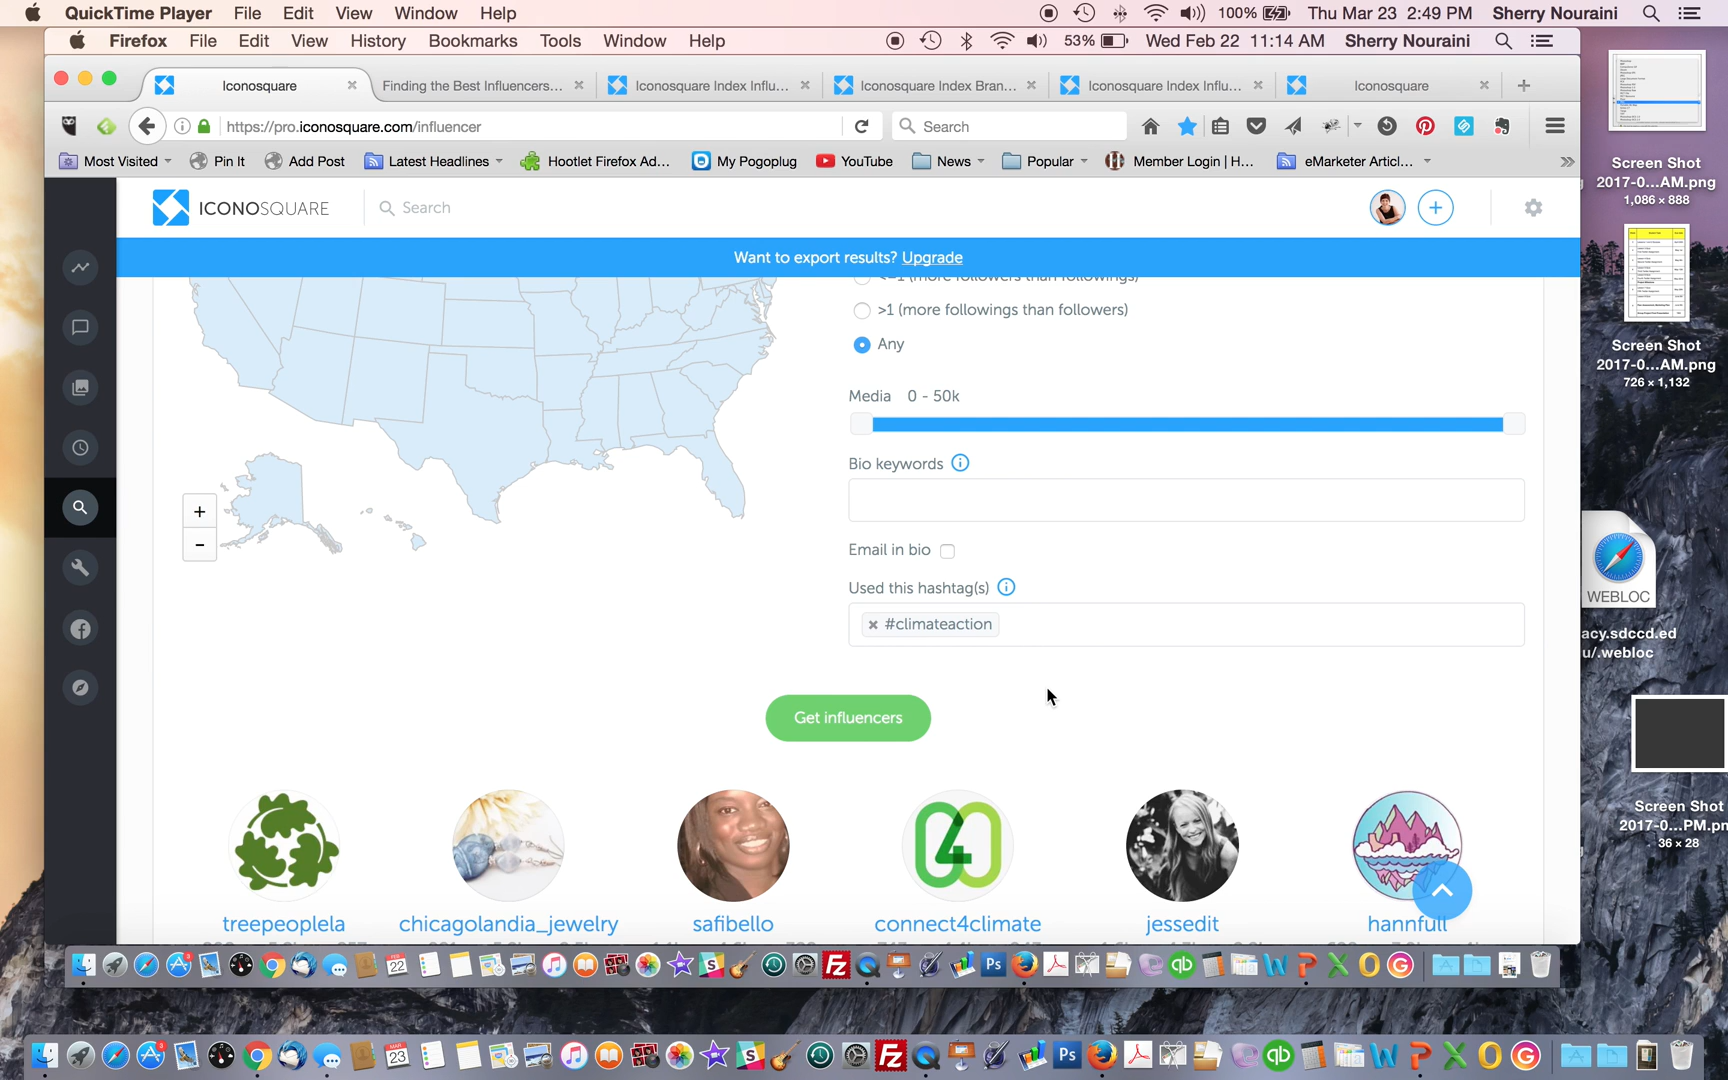 QuickTime Player File Edit View Window Help 100% Thu Mar 23 2:49 PM Sherry Nouraini
Firefox File Edit View History Bookmarks Tools Window Help 53% Wed Feb 22 11:14 AM Sherry Nouraini
Iconosquare Finding the Best Influencers... Iconosquare Index Influ... Iconosquare Index Bran... Iconosquare Index Influ... Iconosquare
https://pro.iconosquare.com/influencer Search
Most Visited Pin It Add Post Latest Headlines Hootlet Firefox Ad... My Pogoplug YouTube News Popular Member Login | H... eMarketer Articl...
ICONOSQUARE Search
Want to export results? Upgrade
<=1 (more followers than followings)
>1 (more followings than followers)
Any
Media 0 - 50k
Bio keywords
+
-
Email in bio
Used this hashtag(s)
#climateaction
Get influencers
treepeoplela chicagolandia_jewelry safibello connect4climate jessedit hannfull
Screen Shot
2017-0...AM.png
1,086 × 888
Screen Shot
2017-0...AM.png
726 × 1,132
WEBLOC
acy.sdccd.ed
u/.webloc
Screen Shot
2017-0...PM.pn
36 × 28